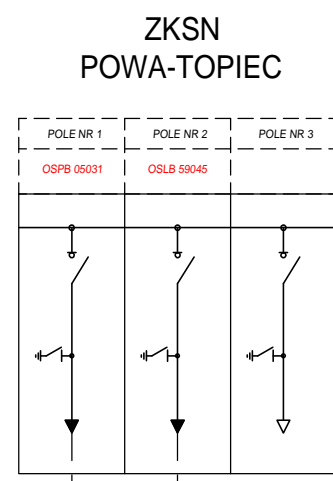 ZKSN
POWA-TOPIEC
POLE NR 1 POLE NR 2 POLE NR 3
OSPB 05031 OSLB 59045